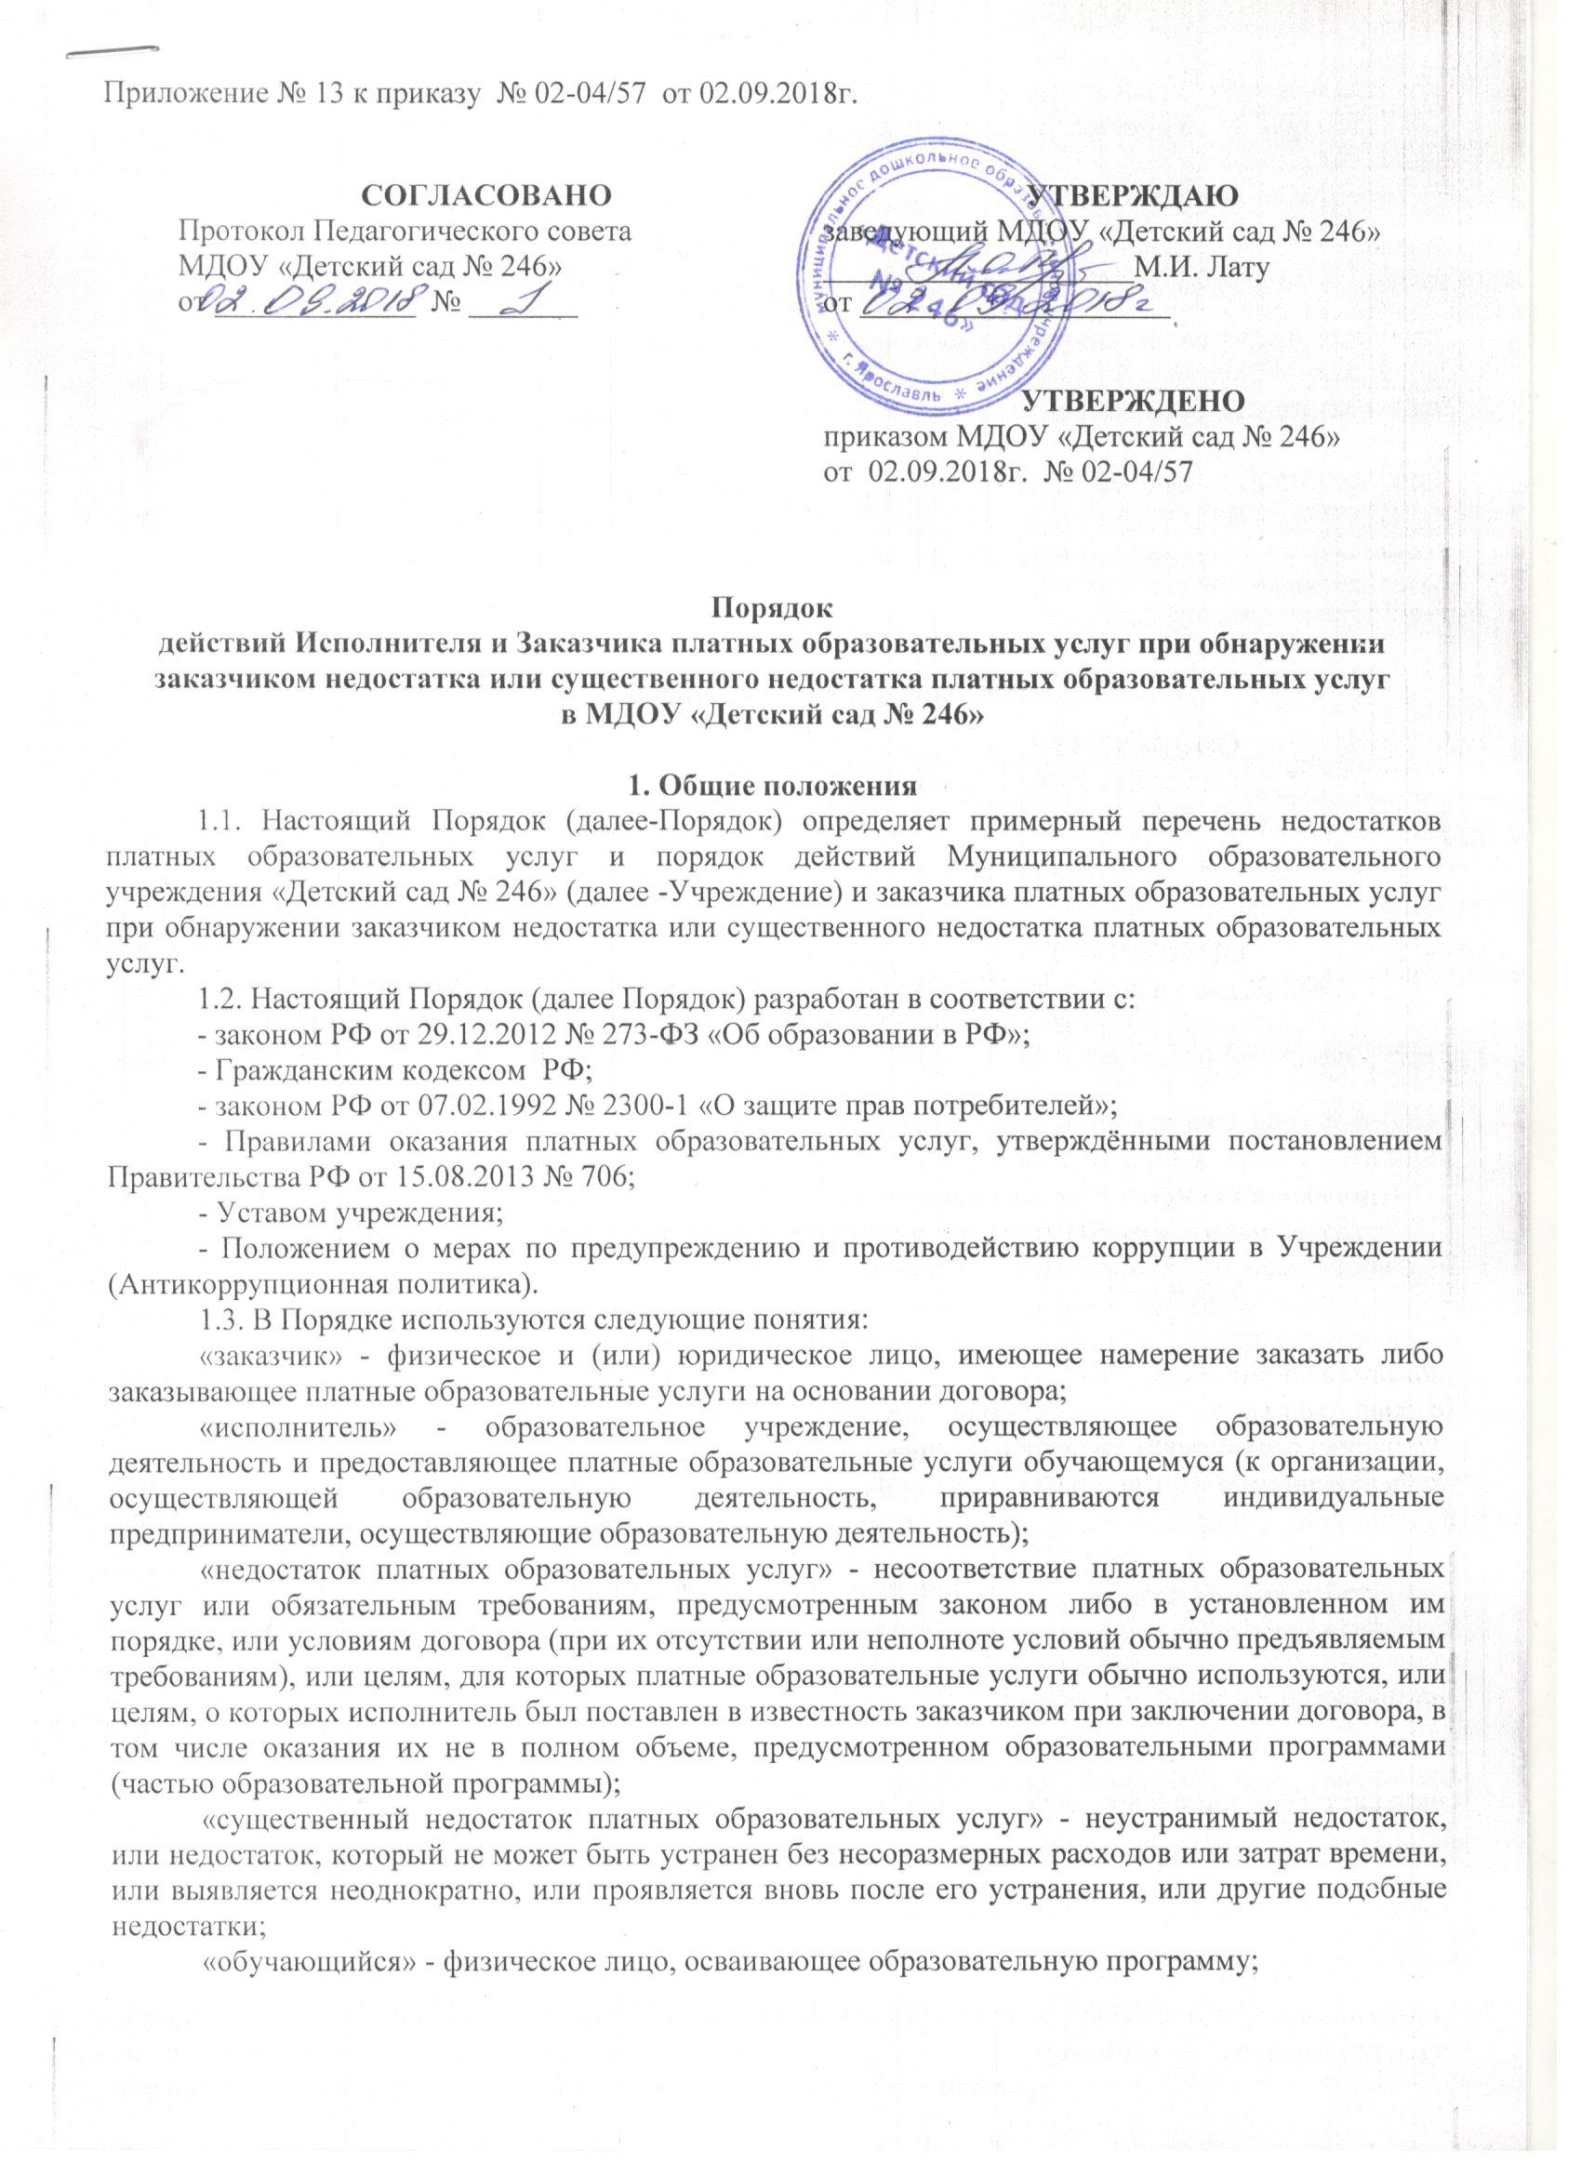 Приложение № 13 к приказу № 02-04/57 от 02.09.2018г.
СОГЛАСОВАНО
Протокол Педагогического совета
МДОУ «Детский сад № 246»
от 02.09.2018 № 1
УТВЕРЖДАЮ
заведующий МДОУ «Детский сад № 246»
М.И. Лату
от 02.09.2018г
муниципальное дошкольное учреждение * г. Ярославль *
«Детский сад
№ 246»
УТВЕРЖДЕНО
приказом МДОУ «Детский сад № 246»
от 02.09.2018г. № 02-04/57
Порядок
действий Исполнителя и Заказчика платных образовательных услуг при обнаружении
заказчиком недостатка или существенного недостатка платных образовательных услуг
в МДОУ «Детский сад № 246»
1. Общие положения
1.1. Настоящий Порядок (далее-Порядок) определяет примерный перечень недостатков
платных образовательных услуг и порядок действий Муниципального образовательного
учреждения «Детский сад № 246» (далее -Учреждение) и заказчика платных образовательных услуг
при обнаружении заказчиком недостатка или существенного недостатка платных образовательных
услуг.
1.2. Настоящий Порядок (далее Порядок) разработан в соответствии с:
- законом РФ от 29.12.2012 № 273-ФЗ «Об образовании в РФ»;
- Гражданским кодексом РФ;
- законом РФ от 07.02.1992 № 2300-1 «О защите прав потребителей»;
- Правилами оказания платных образовательных услуг, утверждёнными постановлением
Правительства РФ от 15.08.2013 № 706;
- Уставом учреждения;
- Положением о мерах по предупреждению и противодействию коррупции в Учреждении
(Антикоррупционная политика).
1.3. В Порядке используются следующие понятия:
«заказчик» - физическое и (или) юридическое лицо, имеющее намерение заказать либо
заказывающее платные образовательные услуги на основании договора;
«исполнитель» - образовательное учреждение, осуществляющее образовательную
деятельность и предоставляющее платные образовательные услуги обучающемуся (к организации,
осуществляющей образовательную деятельность, приравниваются индивидуальные
предприниматели, осуществляющие образовательную деятельность);
«недостаток платных образовательных услуг» - несоответствие платных образовательных
услуг или обязательным требованиям, предусмотренным законом либо в установленном им
порядке, или условиям договора (при их отсутствии или неполноте условий обычно предъявляемым
требованиям), или целям, для которых платные образовательные услуги обычно используются, или
целям, о которых исполнитель был поставлен в известность заказчиком при заключении договора, в
том числе оказания их не в полном объеме, предусмотренном образовательными программами
(частью образовательной программы);
«существенный недостаток платных образовательных услуг» - неустранимый недостаток,
или недостаток, который не может быть устранен без несоразмерных расходов или затрат времени,
или выявляется неоднократно, или проявляется вновь после его устранения, или другие подобные
недостатки;
«обучающийся» - физическое лицо, осваивающее образовательную программу;